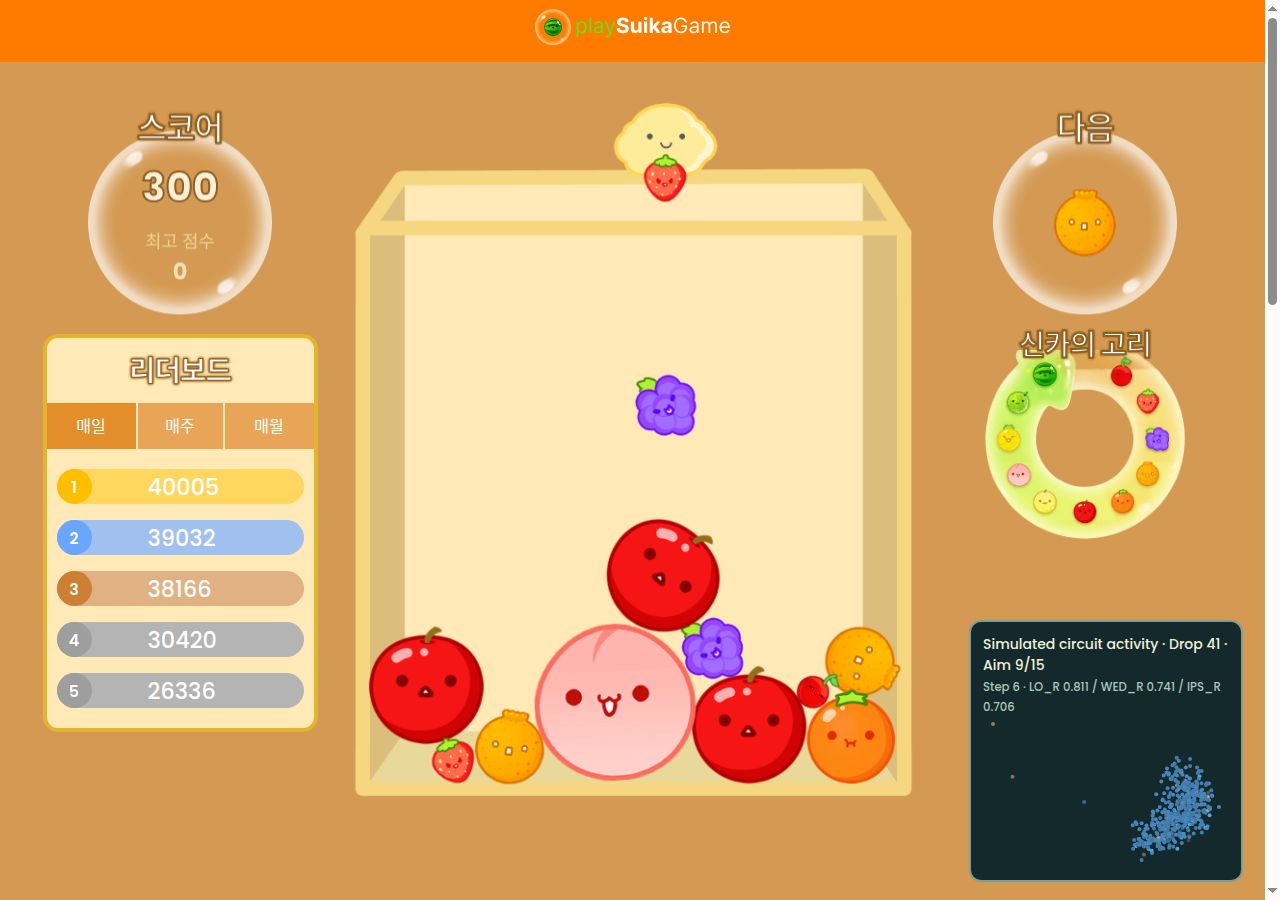 playSuikaGame
스코어
300
최고 점수
0
다음
신카의 고리
리더보드
매일
매주
매월
1 40005
2 39032
3 38166
4 30420
5 26336
Simulated circuit activity · Drop 41 ·
Aim 9/15
Step 6 · LO_R 0.811 / WED_R 0.741 / IPS_R
0.706